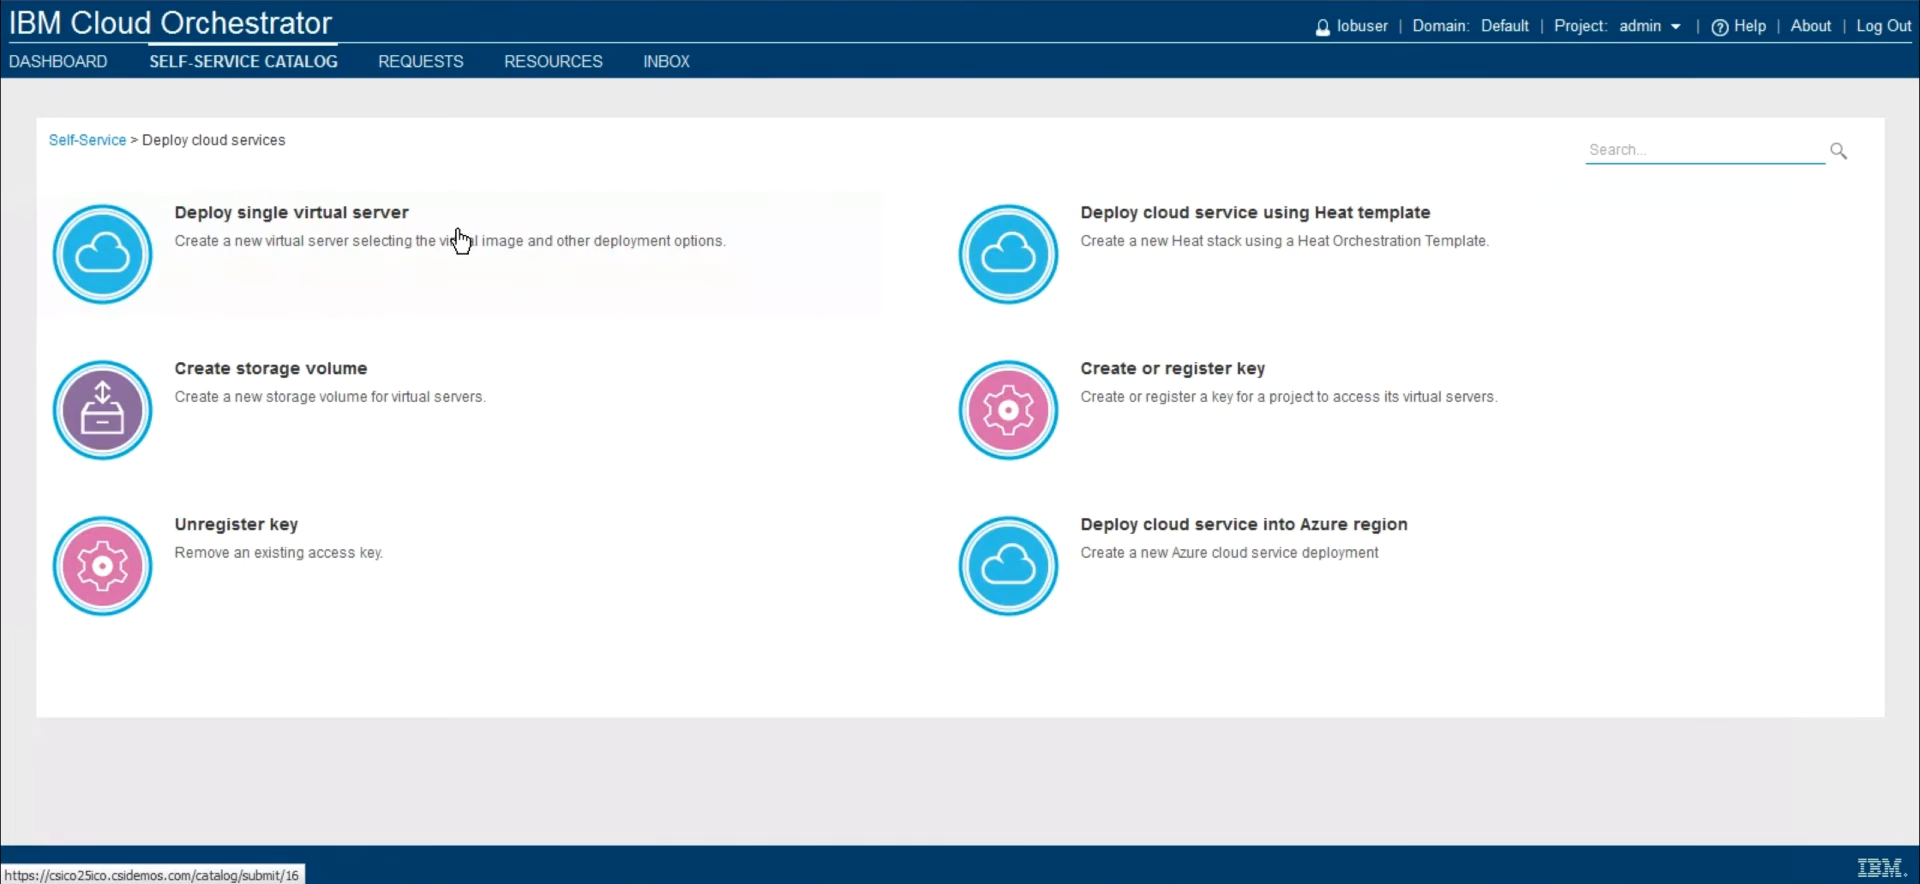 IBM Cloud Orchestrator
lobuser | Domain: Default | Project: admin | Help | About | Log Out
DASHBOARD SELF-SERVICE CATALOG REQUESTS RESOURCES INBOX
Self-Service > Deploy cloud services
Search...
Deploy single virtual server
Create a new virtual server selecting the image and other deployment options.
Deploy cloud service using Heat template
Create a new Heat stack using a Heat Orchestration Template.
Create storage volume
Create a new storage volume for virtual servers.
Create or register key
Create or register a key for a project to access its virtual servers.
Unregister key
Remove an existing access key.
Deploy cloud service into Azure region
Create a new Azure cloud service deployment
https://csico25ico.csidemos.com/catalog/submit/16
IBM.